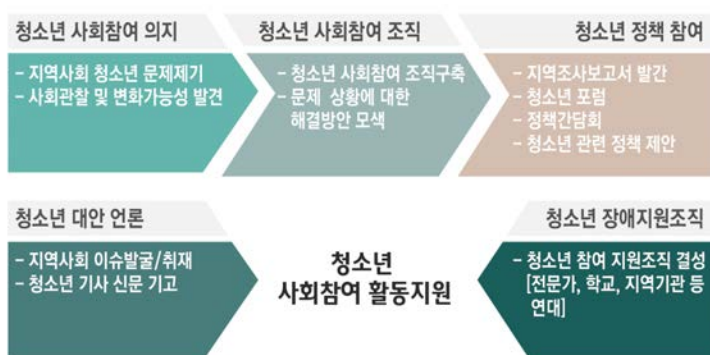 청소년 사회참여 의지
- 지역사회 청소년 문제제기
- 사회관찰 및 변화가능성 발견
청소년 사회참여 조직
- 청소년 사회참여 조직구축
- 문제 상황에 대한
해결방안 모색
청소년 정책 참여
- 지역조사보고서 발간
- 청소년 포럼
- 정책간담회
- 청소년 관련 정책 제안
청소년 대안 언론
- 지역사회 이슈발굴/취재
- 청소년 기사 신문 기고
청소년
사회참여 활동지원
청소년 장애지원조직
- 청소년 참여 지원조직 결성
[전문가, 학교, 지역기관 등
연대]